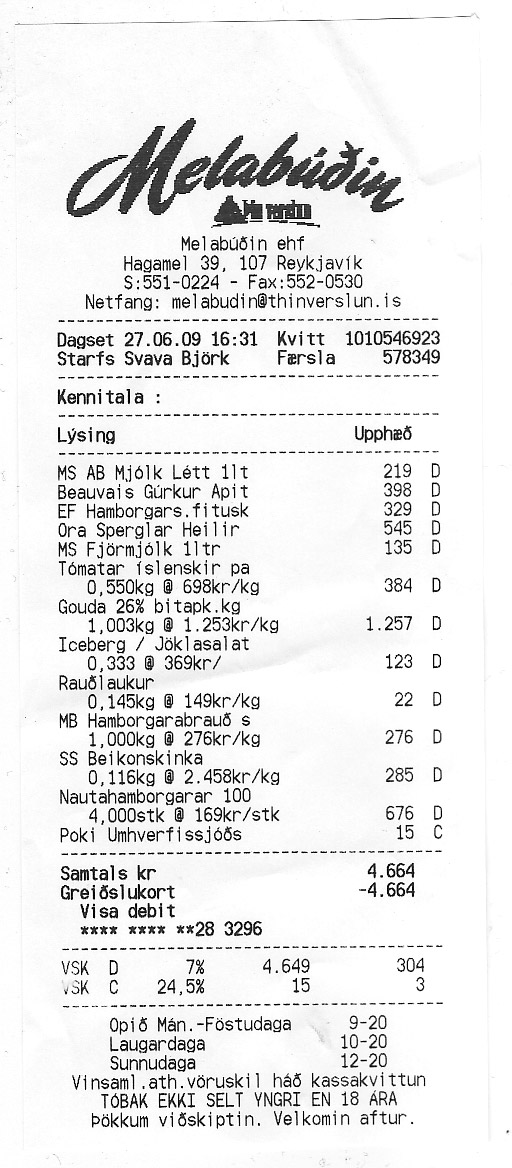 Melabúðin
Þín verslun
Melabúðin ehf
Hagamel 39, 107 Reykjavík
S:551-0224 - Fax:552-0530
Netfang: melabudin@thinverslun.is
Dagset 27.06.09 16:31 Kvitt 1010546923
Starfs Svava Björk Færsla 578349
Kennitala :
Lýsing Upphæð
MS AB Mjólk Létt 1lt 219 D
Beauvais Gúrkur Apit 398 D
EF Hamborgars.fitusk 329 D
Ora Sperglar Heilir 545 D
MS Fjörmjólk 1ltr 135 D
Tómatar íslenskir pa
0,550kg @ 698kr/kg 384 D
Gouda 26% bitapk.kg
1,003kg @ 1.253kr/kg 1.257 D
Iceberg / Jöklasalat
0,333 @ 369kr/ 123 D
Rauðlaukur
0,145kg @ 149kr/kg 22 D
MB Hamborgarabrauð s
1,000kg @ 276kr/kg 276 D
SS Beikonskinka
0,116kg @ 2.458kr/kg 285 D
Nautahamborgarar 100
4,000stk @ 169kr/stk 676 D
Poki Umhverfissjóðs 15 C
Samtals kr 4.664
Greiðslukort -4.664
Visa debit
**** **** **28 3296
VSK D 7% 4.649 304
VSK C 24,5% 15 3
Opið Mán.-Föstudaga 9-20
Laugardaga 10-20
Sunnudaga 12-20
Vinsaml.ath.vöruskil háð kassakvittun
TÓBAK EKKI SELT YNGRI EN 18 ÁRA
Þökkum viðskiptin. Velkomin aftur.